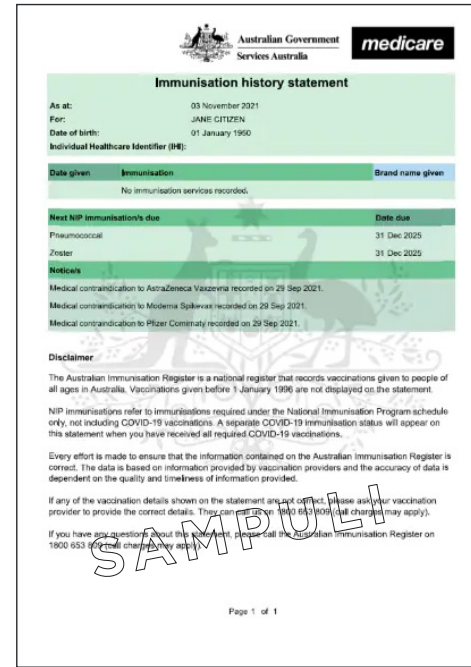 Australian Government
Services Australia
medicare
Immunisation history statement
As at: 03 November 2021
For: JANE CITIZEN
Date of birth: 01 January 1950
Individual Healthcare Identifier (IHI):
Date given Immunisation Brand name given
No immunisation services recorded.
Next NIP immunisation/s due Date due
Pneumococcal 31 Dec 2025
Zoster 31 Dec 2025
Notice/s
Medical contraindication to AstraZeneca Vaxzevria recorded on 29 Sep 2021.
Medical contraindication to Moderna Spikevax recorded on 29 Sep 2021.
Medical contraindication to Pfizer Comirnaty recorded on 29 Sep 2021.
Disclaimer
The Australian Immunisation Register is a national register that records vaccinations given to people of
all ages in Australia. Vaccinations given before 1 January 1996 are not displayed on the statement.
NIP immunisations refer to immunisations required under the National Immunisation Program schedule
only, not including COVID-19 vaccinations. A separate COVID-19 immunisation status will appear on
this statement when you have received all required COVID-19 vaccinations.
Every effort is made to ensure that the information contained on the Australian Immunisation Register is
correct. The data is based on information provided by vaccination providers and the accuracy of data is
dependent on the quality and timeliness of information provided.
If any of the vaccination details shown on the statement are not correct, please ask your vaccination
provider to provide the correct details. They can call us on 1800 653 809 (call charges may apply).
If you have any questions about this statement, please call the Australian Immunisation Register on
1800 653 809 (call charges may apply).
SAMPULI
Page 1 of 1